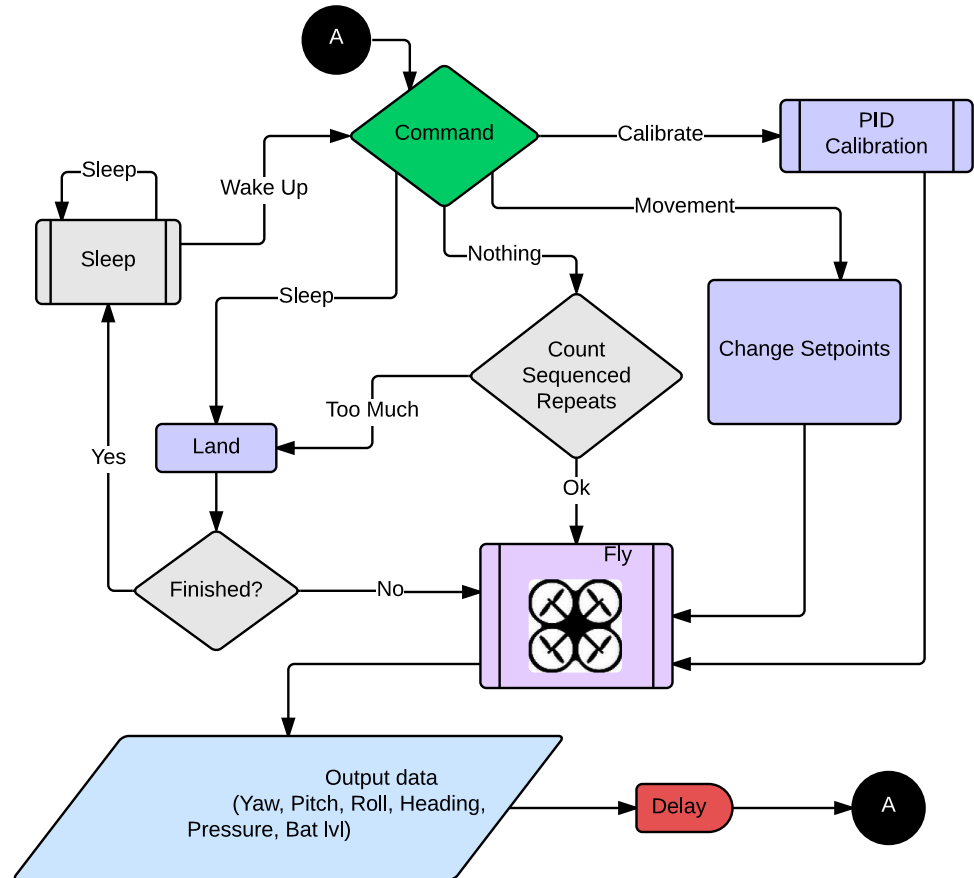 A
Command
Calibrate
PID
Calibration
Sleep
Wake Up
Movement
Sleep
Nothing
Sleep
Count
Sequenced
Repeats
Change Setpoints
Too Much
Land
Yes
Ok
Fly
Finished?
No
Output data
(Yaw, Pitch, Roll, Heading,
Pressure, Bat lvl)
Delay
A